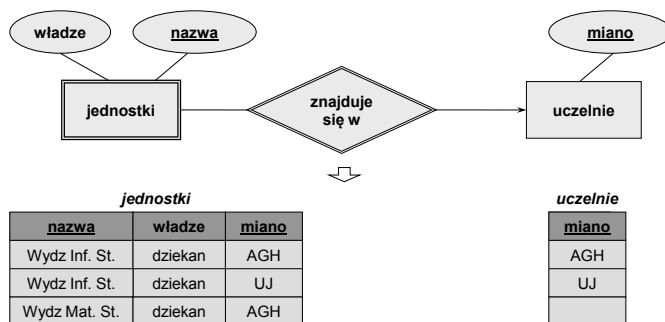 władze
nazwa
miano
jednostki
znajduje
się w
uczelnie
jednostki
uczelnie
nazwa władze miano
miano
Wydz Inf. St. dziekan AGH
AGH
Wydz Inf. St. dziekan UJ
UJ
Wydz Mat. St. dziekan AGH